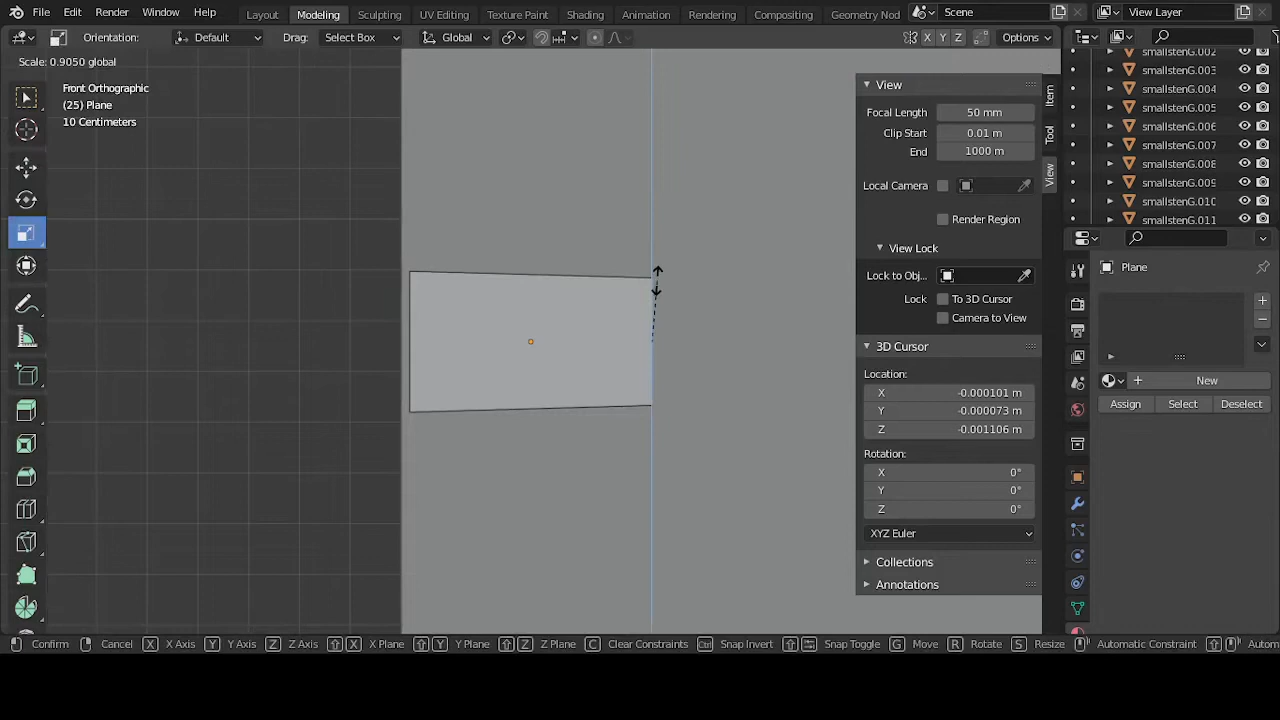 File Edit Render Window Help Layout Modeling Sculpting UV Editing Texture Paint Shading Animation Rendering Compositing Geometry Nod Scene View Layer
Orientation: Default Drag: Select Box Global X Y Z Options
Scale: 0.9050 global
Front Orthographic
(25) Plane
10 Centimeters
View
Focal Length 50 mm
Clip Start 0.01 m
End 1000 m
Local Camera
Render Region
View Lock
Lock to Obj...
Lock To 3D Cursor
Camera to View
3D Cursor
Location:
X -0.000101 m
Y -0.000073 m
Z -0.001106 m
Rotation:
X 0°
Y 0°
Z 0°
XYZ Euler
Collections
Annotations
Item
Tool
View
smallstenG.002
smallstenG.003
smallstenG.004
smallstenG.005
smallstenG.006
smallstenG.007
smallstenG.008
smallstenG.009
smallstenG.010
smallstenG.011
Plane
New
Assign Select Deselect
Confirm Cancel X X Axis Y Y Axis Z Z Axis X X Plane Y Y Plane Z Z Plane C Clear Constraints Ctrl Snap Invert Snap Toggle G Move R Rotate S Resize Automatic Constraint Autom